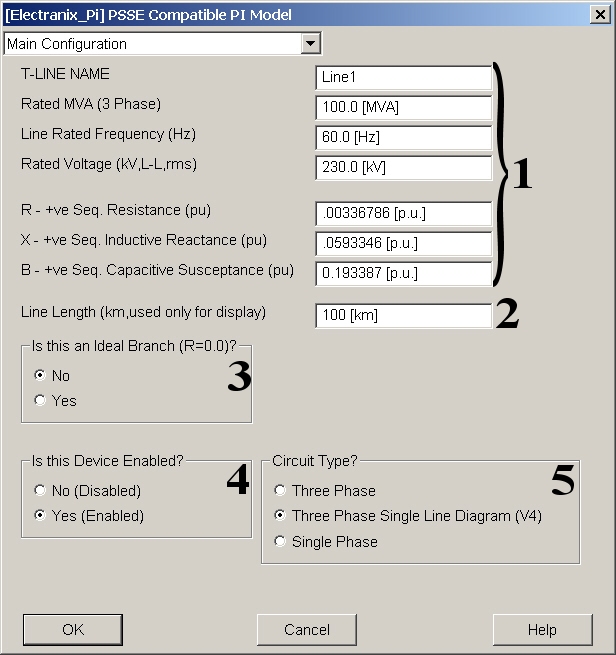 [Electranix_Pi] PSSE Compatible PI Model
Main Configuration
T-LINE NAME Line1
Rated MVA (3 Phase) 100.0 [MVA]
Line Rated Frequency (Hz) 60.0 [Hz]
Rated Voltage (kV,L-L,rms) 230.0 [kV]
1
R - +ve Seq. Resistance (pu) .00336786 [p.u.]
X - +ve Seq. Inductive Reactance (pu) .0593346 [p.u.]
B - +ve Seq. Capacitive Susceptance (pu) 0.193387 [p.u.]
Line Length (km,used only for display) 100 [km] 2
Is this an Ideal Branch (R=0.0)?
No
Yes
3
Is this Device Enabled?
No (Disabled)
Yes (Enabled)
4
Circuit Type?
Three Phase
Three Phase Single Line Diagram (V4)
Single Phase
5
OK Cancel Help